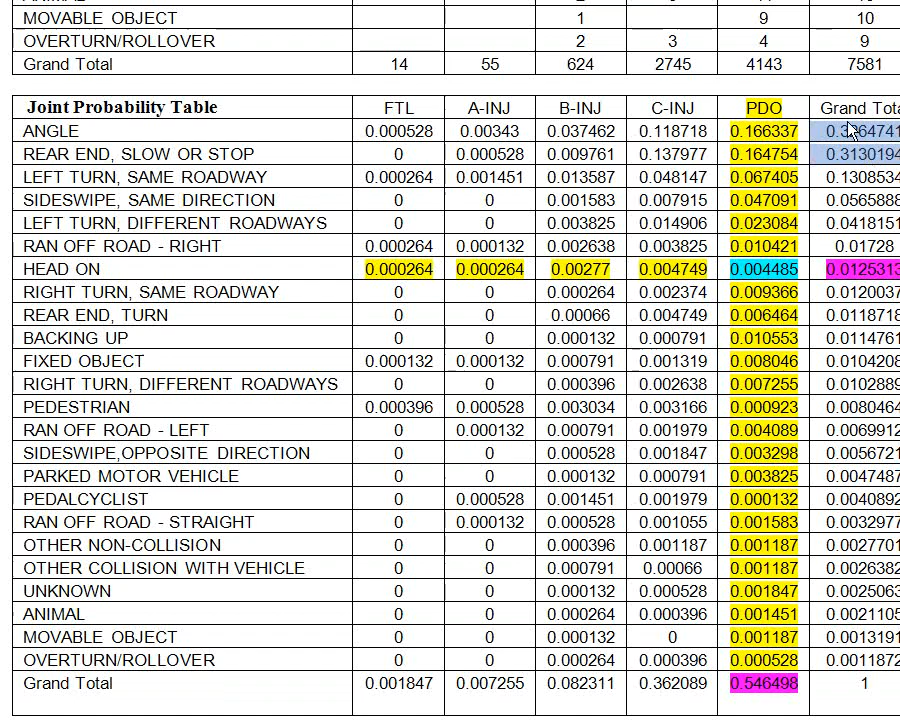 MOVABLE OBJECT 1 9 10
OVERTURN/ROLLOVER 2 3 4 9
Grand Total 14 55 624 2745 4143 7581
Joint Probability Table FTL A-INJ B-INJ C-INJ PDO Grand Tota
ANGLE 0.000528 0.00343 0.037462 0.118718 0.166337
REAR END, SLOW OR STOP 0 0.000528 0.009761 0.137977 0.164754 0.3130194
LEFT TURN, SAME ROADWAY 0.000264 0.001451 0.013587 0.048147 0.067405 0.1308534
SIDESWIPE, SAME DIRECTION 0 0 0.001583 0.007915 0.047091 0.0565888
LEFT TURN, DIFFERENT ROADWAYS 0 0 0.003825 0.014906 0.023084 0.0418151
RAN OFF ROAD - RIGHT 0.000264 0.000132 0.002638 0.003825 0.010421 0.01728
HEAD ON 0.000264 0.000264 0.00277 0.004749 0.004485 0.0125313
RIGHT TURN, SAME ROADWAY 0 0 0.000264 0.002374 0.009366 0.0120037
REAR END, TURN 0 0 0.00066 0.004749 0.006464 0.0118718
BACKING UP 0 0 0.000132 0.000791 0.010553 0.0114761
FIXED OBJECT 0.000132 0.000132 0.000791 0.001319 0.008046 0.0104208
RIGHT TURN, DIFFERENT ROADWAYS 0 0 0.000396 0.002638 0.007255 0.0102889
PEDESTRIAN 0.000396 0.000528 0.003034 0.003166 0.000923 0.0080464
RAN OFF ROAD - LEFT 0 0.000132 0.000791 0.001979 0.004089 0.0069912
SIDESWIPE,OPPOSITE DIRECTION 0 0 0.000528 0.001847 0.003298 0.0056721
PARKED MOTOR VEHICLE 0 0 0.000132 0.000791 0.003825 0.0047487
PEDALCYCLIST 0 0.000528 0.001451 0.001979 0.000132 0.0040892
RAN OFF ROAD - STRAIGHT 0 0.000132 0.000528 0.001055 0.001583 0.0032977
OTHER NON-COLLISION 0 0 0.000396 0.001187 0.001187 0.0027701
OTHER COLLISION WITH VEHICLE 0 0 0.000791 0.00066 0.001187 0.0026382
UNKNOWN 0 0 0.000132 0.000528 0.001847 0.0025063
ANIMAL 0 0 0.000264 0.000396 0.001451 0.0021105
MOVABLE OBJECT 0 0 0.000132 0 0.001187 0.0013191
OVERTURN/ROLLOVER 0 0 0.000264 0.000396 0.000528 0.0011872
Grand Total 0.001847 0.007255 0.082311 0.362089 0.546498 1